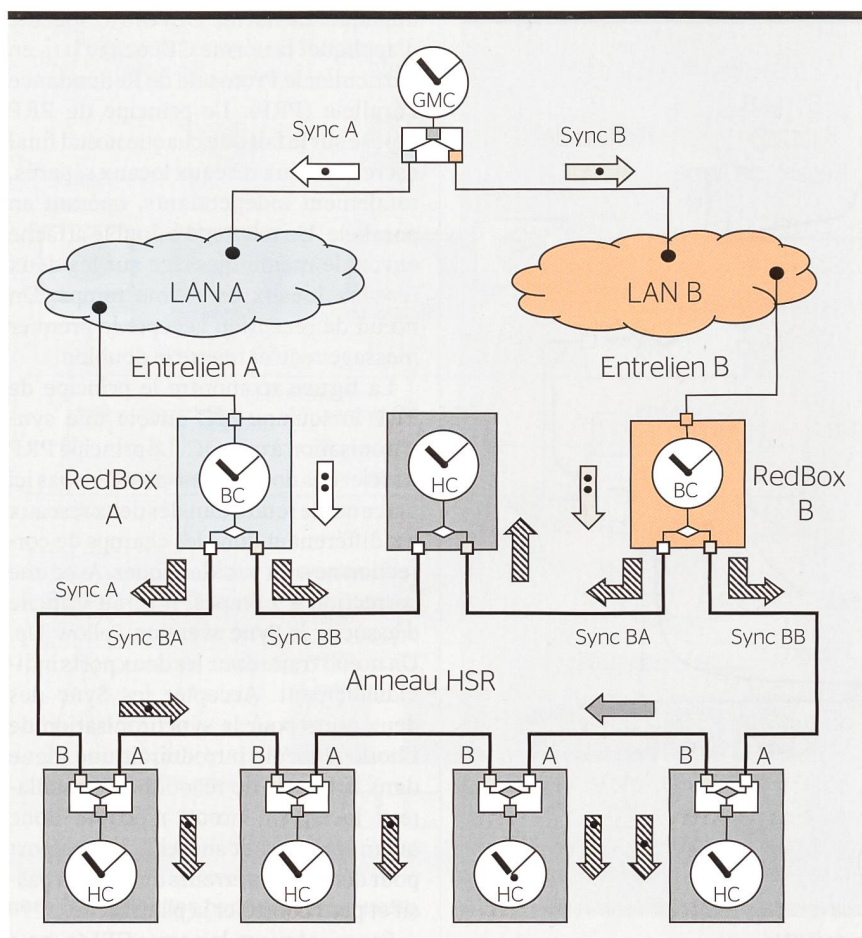 GMC
Sync A
Sync B
LAN A
LAN B
Entrelien A
Entrelien B
RedBox
A
BC
HC
BC
RedBox
B
Sync A
Sync BA
Sync BB
Sync BA
Sync BB
Anneau HSR
B A
B A
B A
B A
HC
HC
HC
HC